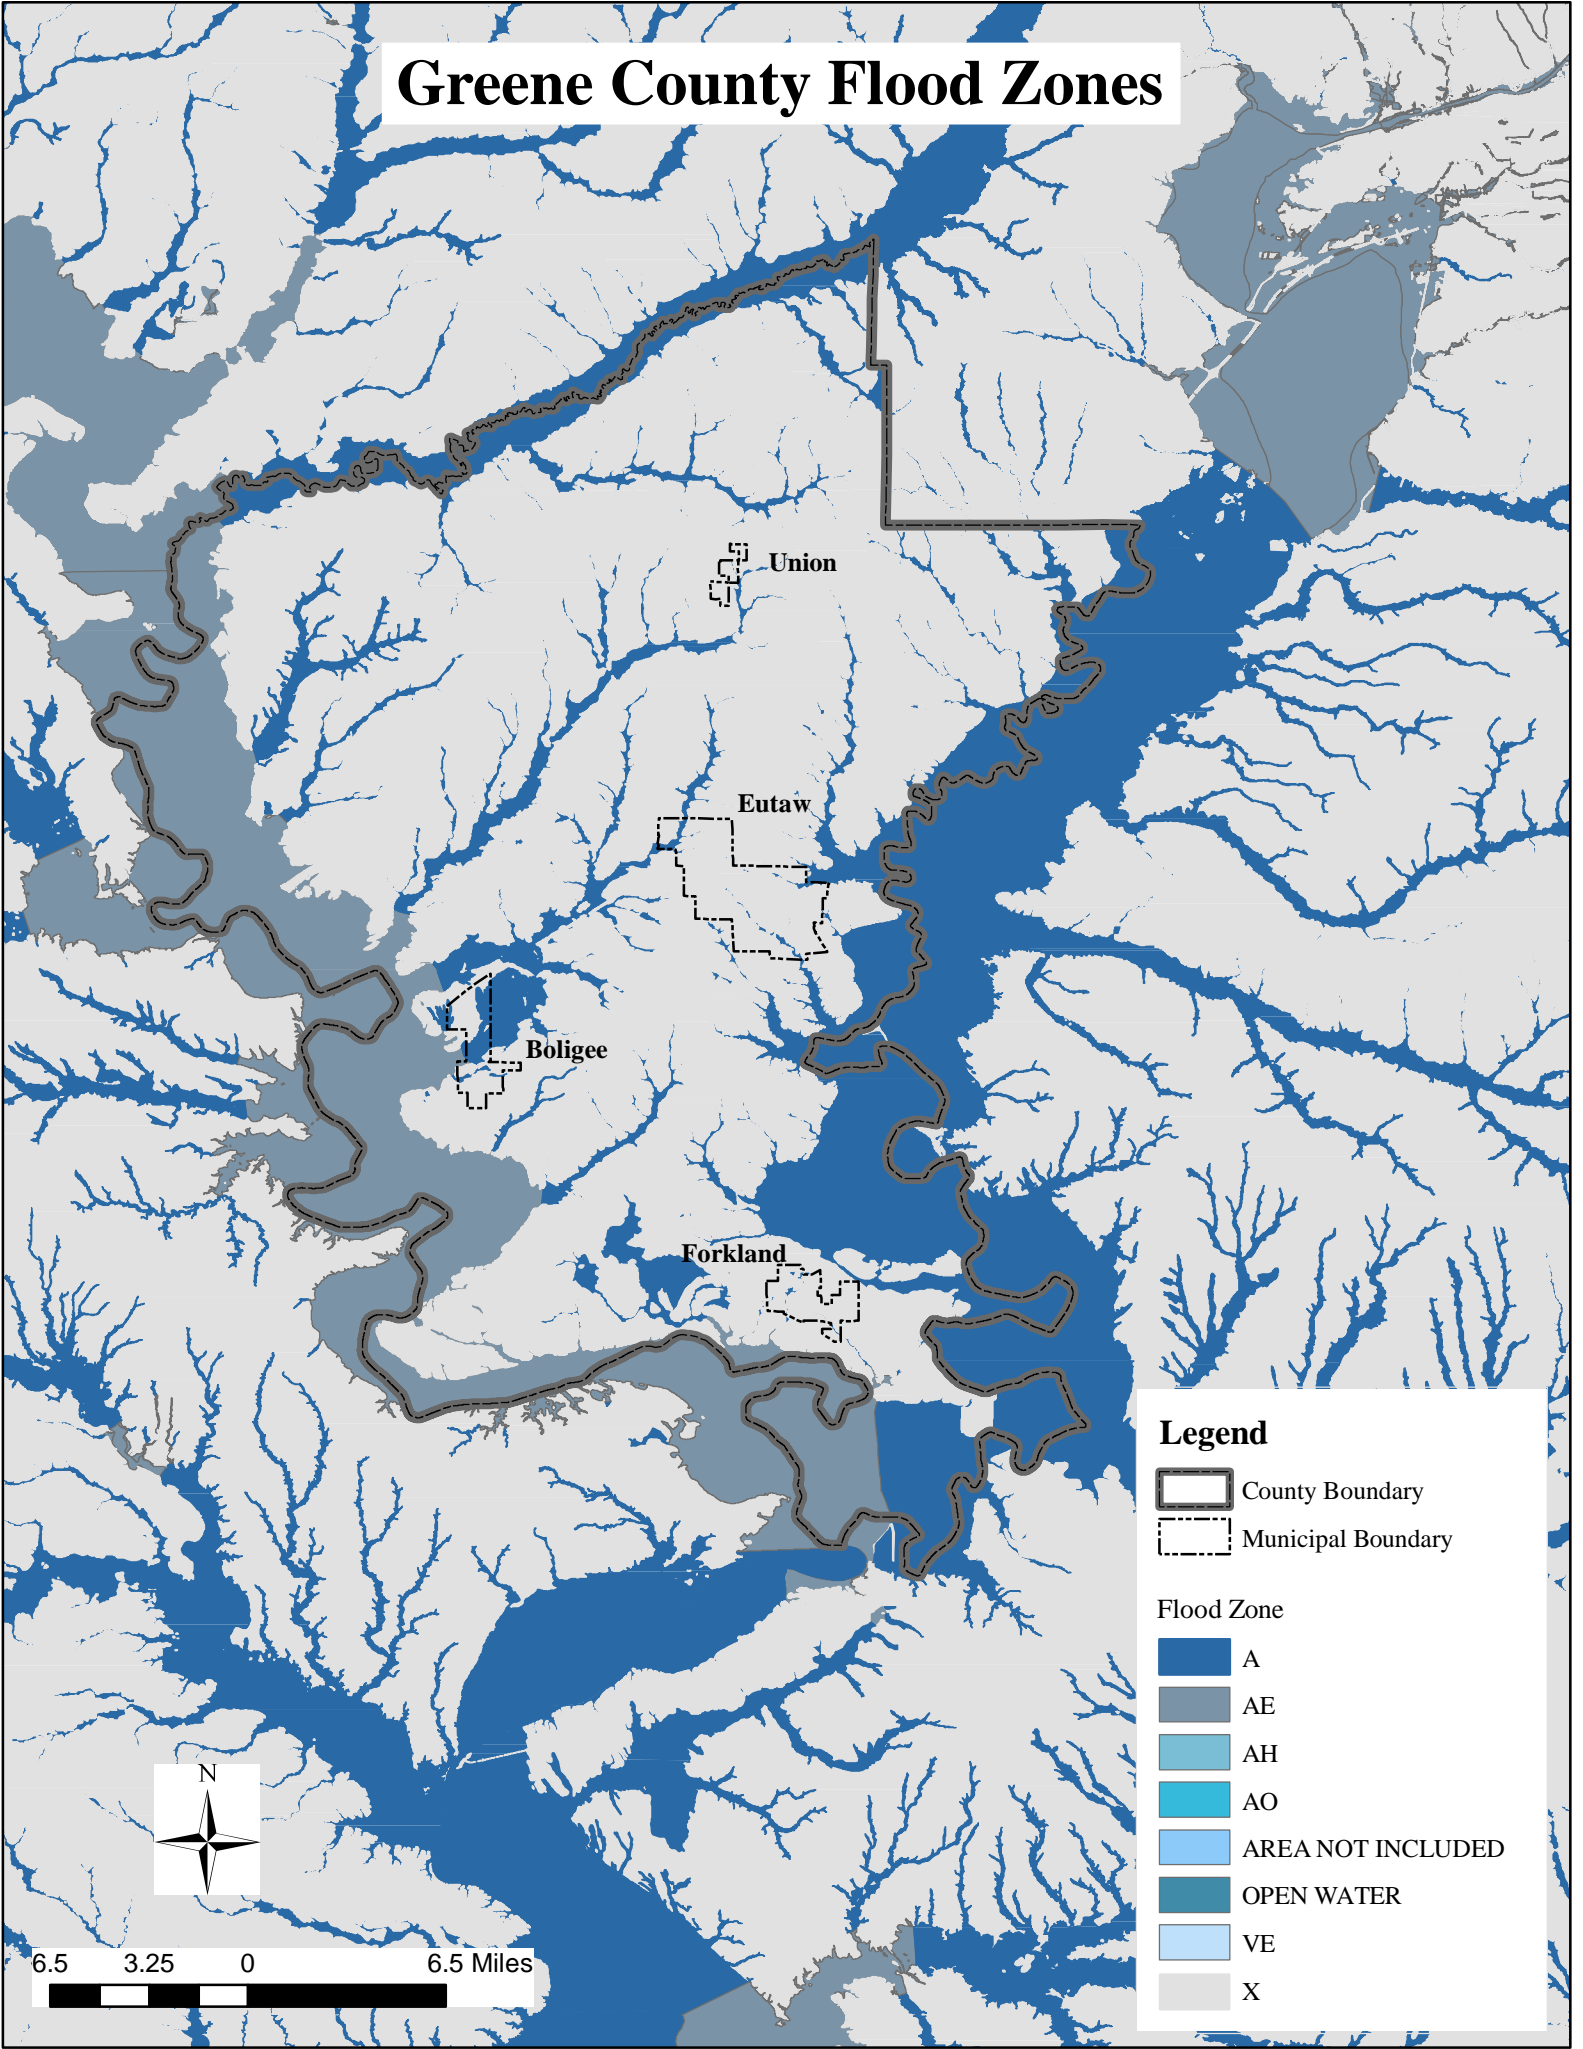 Greene County Flood Zones
Union
Eutaw
Boligee
Forkland
Legend
County Boundary
Municipal Boundary
Flood Zone
A
AE
AH
AO
AREA NOT INCLUDED
OPEN WATER
VE
X
N
6.5 3.25 0 6.5 Miles